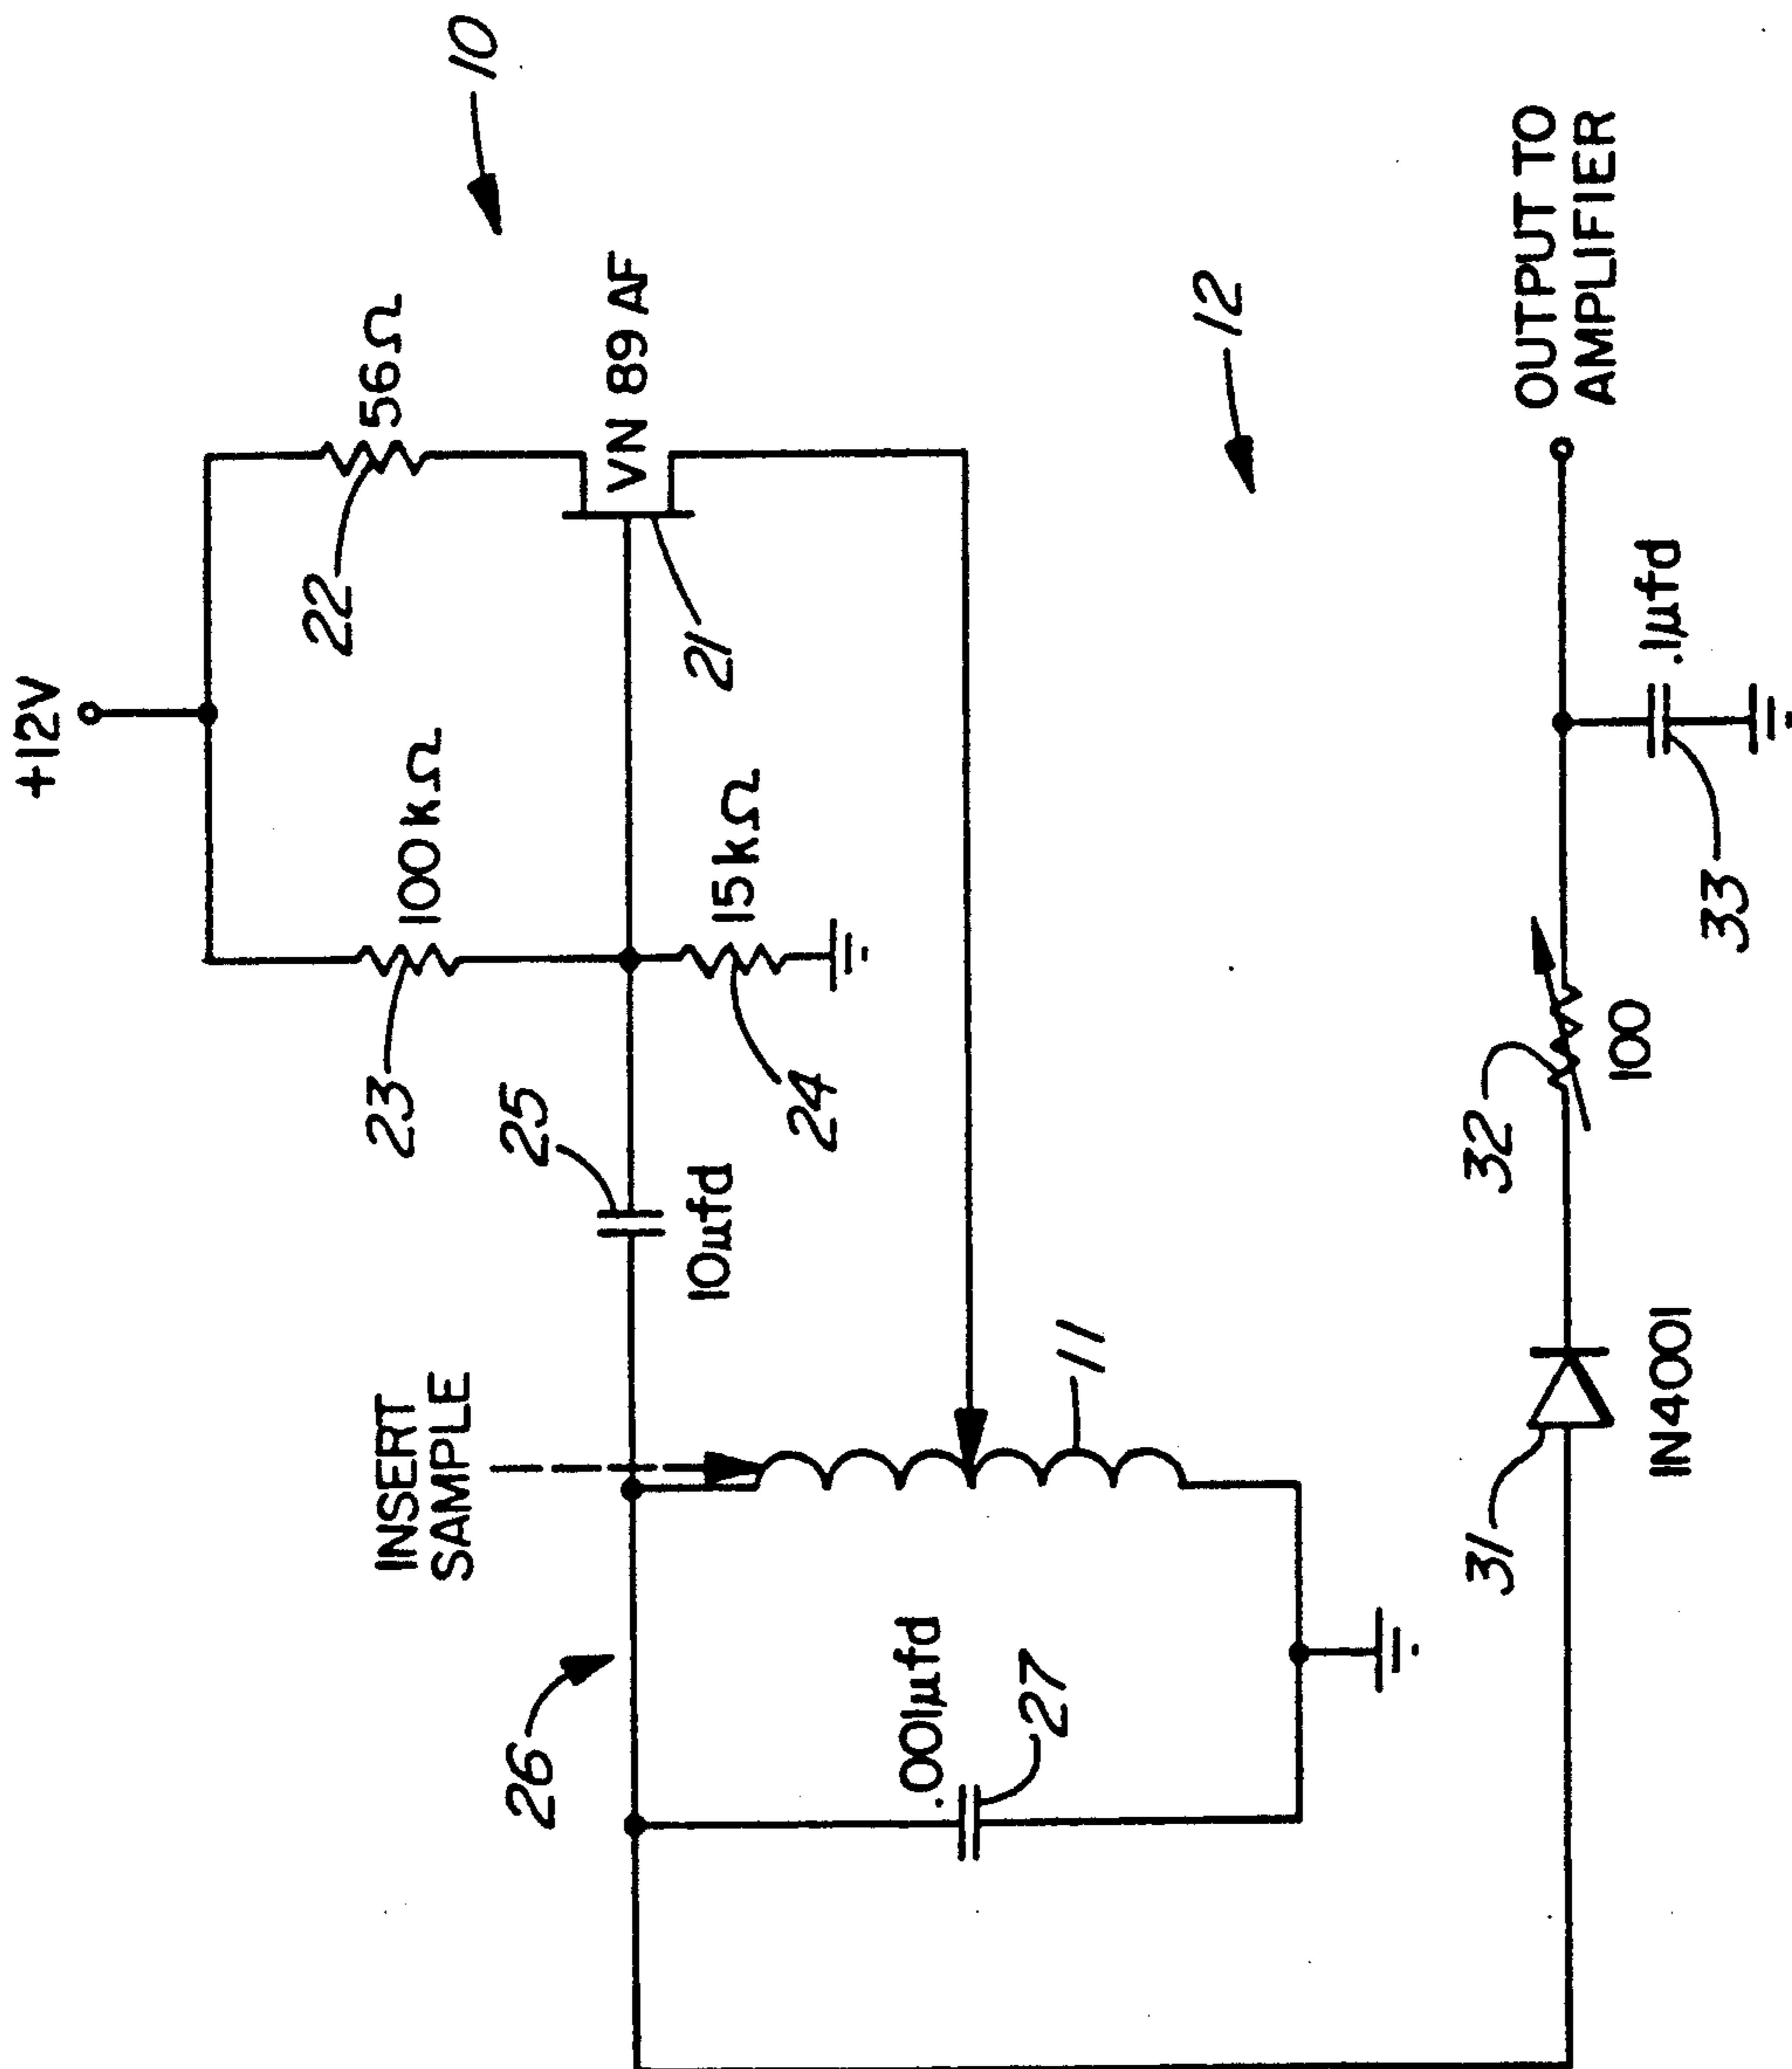 +12V
10
56Ω
22
VN 89 AF
21
100KΩ
23
15KΩ
24
25
10µfd
INSERT
SAMPLE
11
26
.001µfd
27
12
OUTPUT TO
AMPLIFIER
.1µfd
33
32
100
31
IN4001